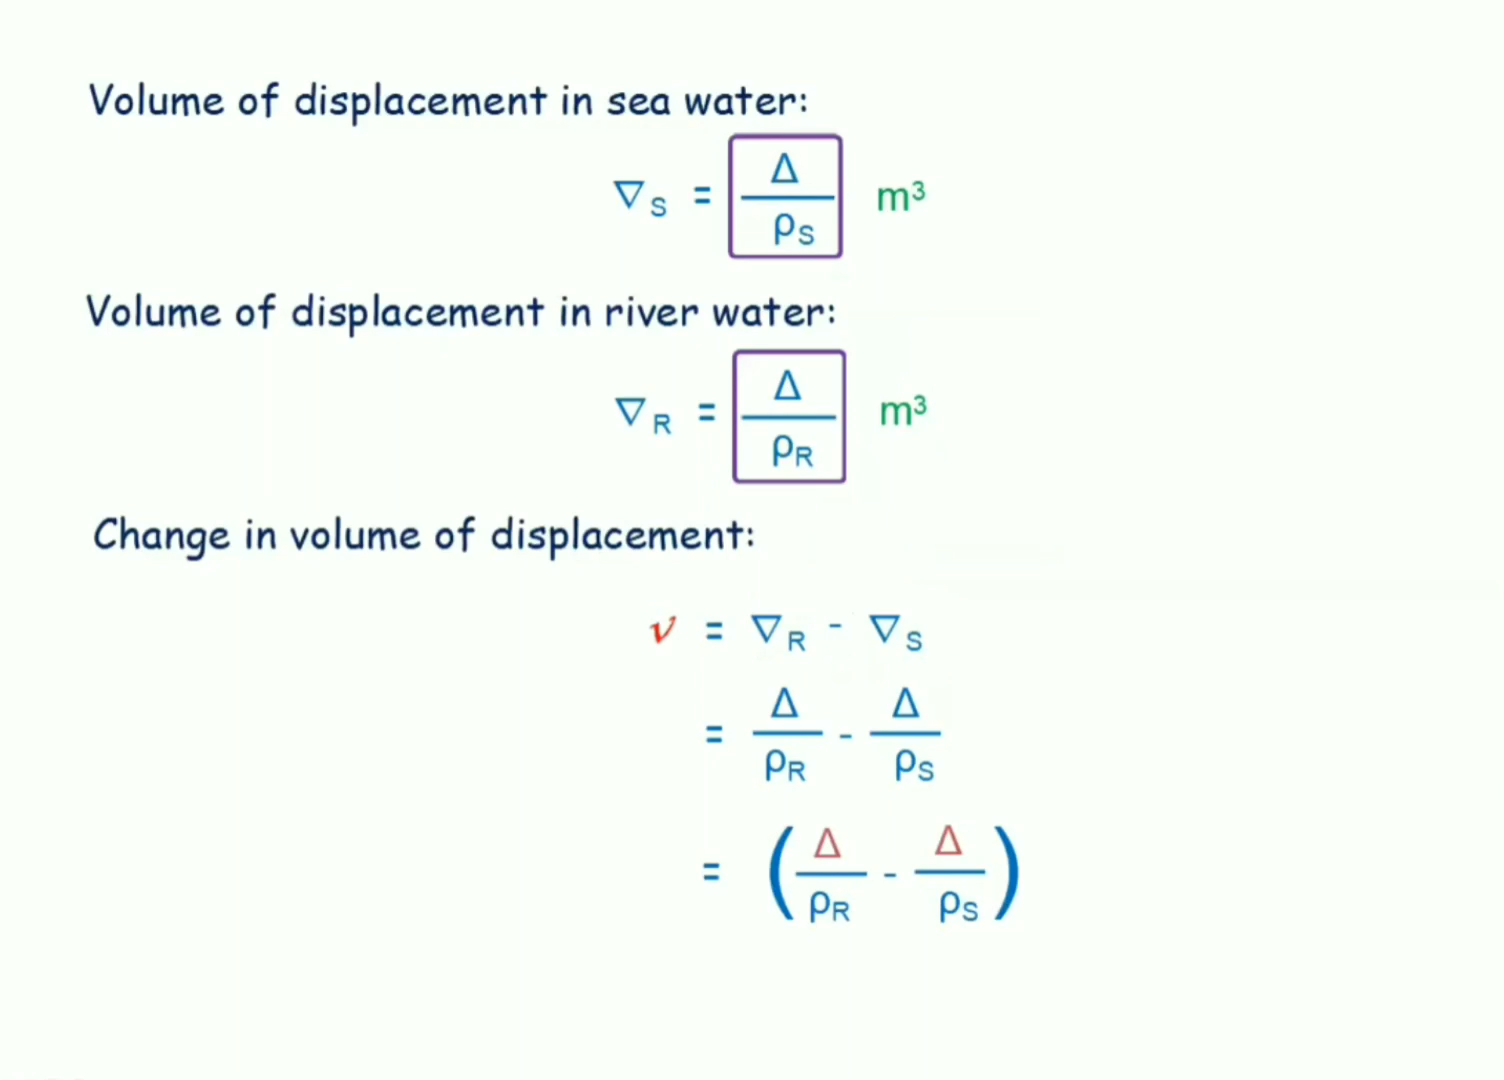 Volume of displacement in sea water:
∇S = Δ/ρS m³
Volume of displacement in river water:
∇R = Δ/ρR m³
Change in volume of displacement:
v = ∇R - ∇S
= Δ/ρR - Δ/ρS
= (Δ/ρR - Δ/ρS)